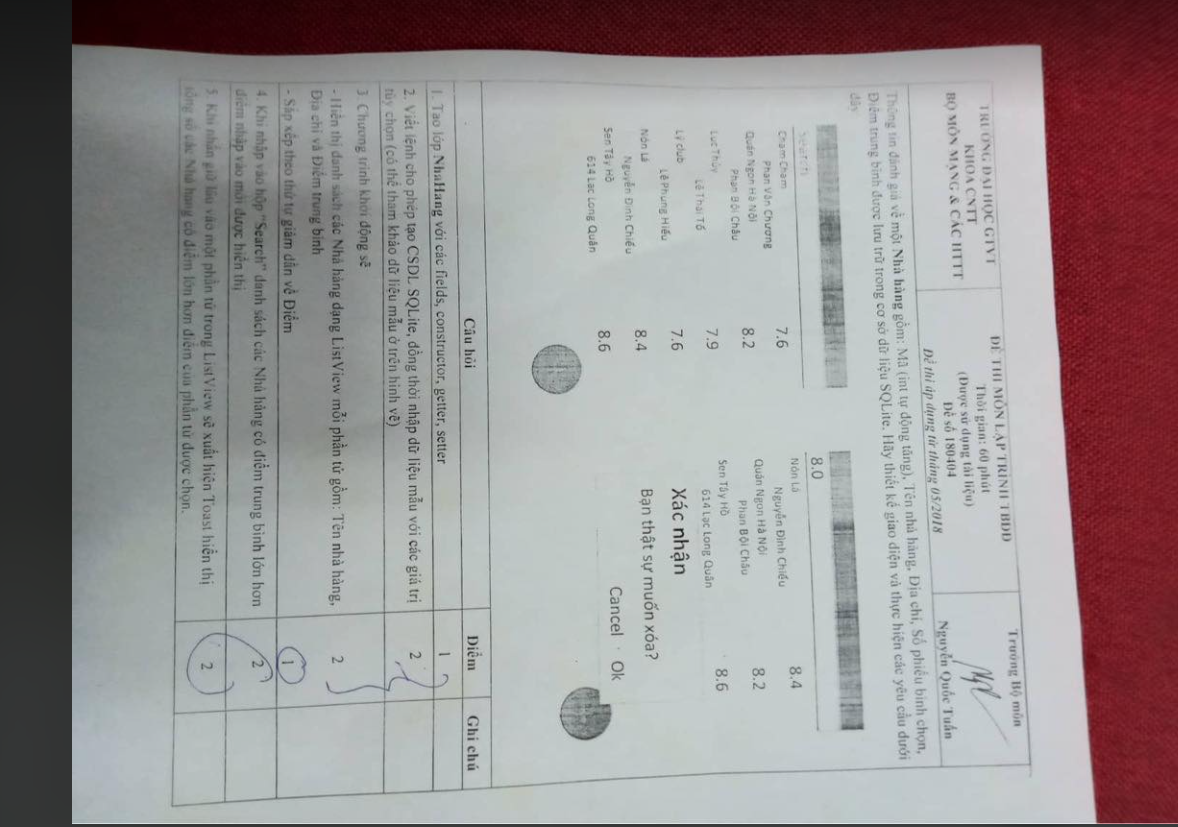 TRƯỜNG ĐẠI HỌC GTVT
KHOA CNTT
BỘ MÔN MẠNG & CÁC HTTT
ĐỀ THI MÔN LẬP TRÌNH TBDD
Thời gian: 60 phút
(Được sử dụng tài liệu)
Đề số 180404
Đề thi áp dụng từ tháng 05/2018
Trưởng Bộ môn
Nguyễn Quốc Tuấn
Thông tin đánh giá về một Nhà hàng gồm: Mã (int tự động tăng), Tên nhà hàng, Địa chỉ, Số phiếu bình chọn,
Điểm trung bình được lưu trữ trong cơ sở dữ liệu SQLite. Hãy thiết kế giao diện và thực hiện các yêu cầu dưới
đây
Cham Cham
Phan Văn Chương
7.6
Quán Ngon Hà Nội
Phan Bội Châu
8.2
Luc Thủy
Lê Thái Tổ
7.9
Lý club
Lê Phung Hiểu
7.6
Nón Lá
Nguyễn Đình Chiểu
8.4
Sen Tây Hồ
614 Lac Long Quân
8.6
8.0
Nón Lá
Nguyễn Đình Chiểu
8.4
Quán Ngon Hà Nội
Phan Bội Châu
8.2
Sen Tây Hồ
614 Lac Long Quân
8.6
Xác nhận
Bạn thật sự muốn xóa?
Cancel Ok
Câu hỏi
Điểm
Ghi chú
1. Tạo lớp NhaHang với các fields, constructor, getter, setter
1
2. Viết lệnh cho phép tạo CSDL SQLite, đồng thời nhập dữ liệu mẫu với các giá trị
tùy chọn (có thể tham khảo dữ liệu mẫu ở trên hình vẽ)
2
3. Chương trình khởi động sẽ
- Hiển thị danh sách các Nhà hàng dạng ListView mỗi phần tử gồm: Tên nhà hàng,
Địa chỉ và Điểm trung bình
2
- Sắp xếp theo thứ tự giảm dần về Điểm
1
4. Khi nhập vào hộp "Search" danh sách các Nhà hàng có điểm trung bình lớn hơn
điểm nhập vào mới được hiển thị
2
5. Khi nhấn giữ lâu vào một phần tử trong ListView sẽ xuất hiện Toast hiển thị
tổng số các Nhà hàng có điểm lớn hơn điểm của phần tử được chọn.
2